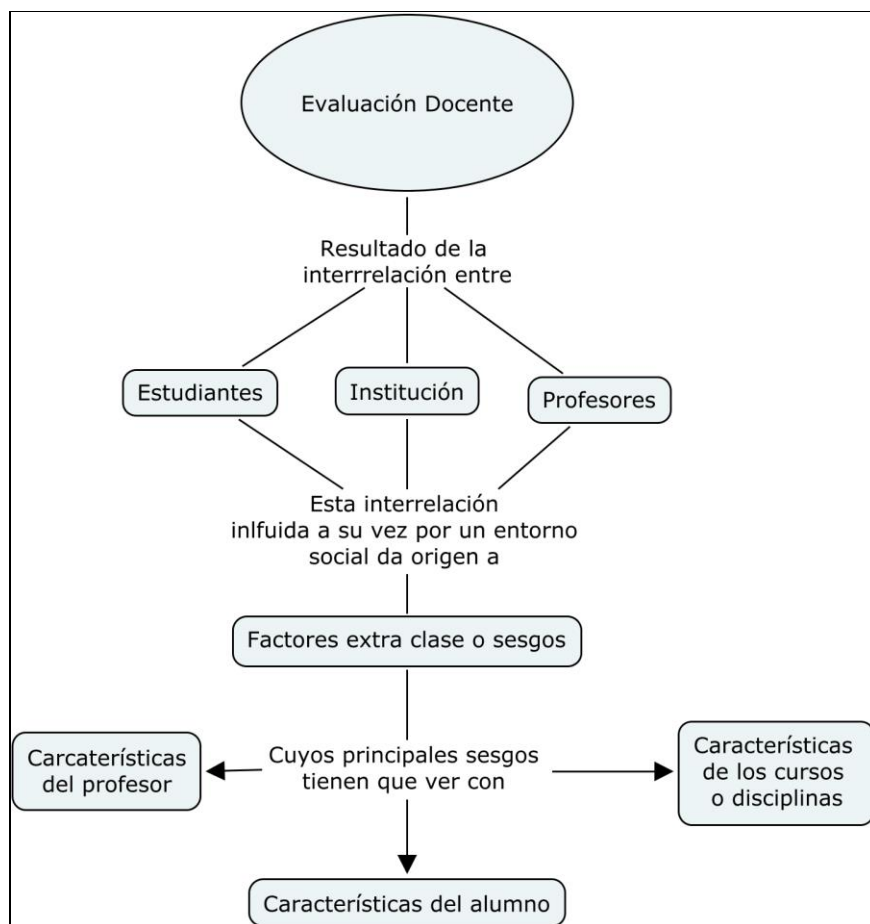 Evaluación Docente
Resultado de la
interrrelación entre
Estudiantes
Institución
Profesores
Esta interrelación
inlfuida a su vez por un entorno
social da origen a
Factores extra clase o sesgos
Carcaterísticas
del profesor
Cuyos principales sesgos
tienen que ver con
Características
de los cursos
o disciplinas
Características del alumno